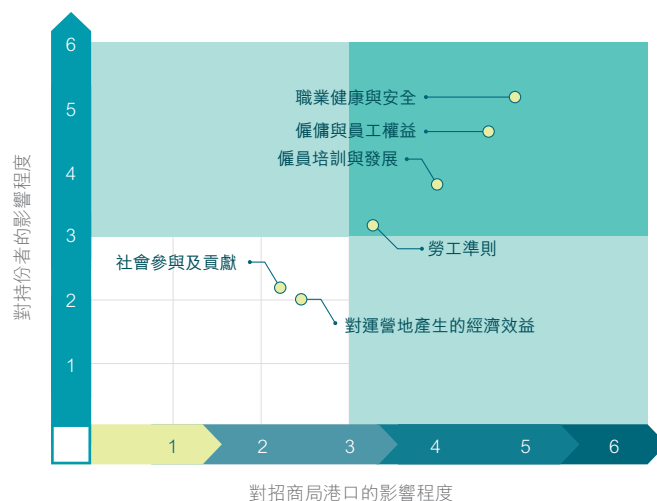 6
5
4
3
2
1
對持份者的影響程度
職業健康與安全
僱傭與員工權益
僱員培訓與發展
勞工準則
社會參與及貢獻
對運營地產生的經濟效益
1 2 3 4 5 6
對招商局港口的影響程度